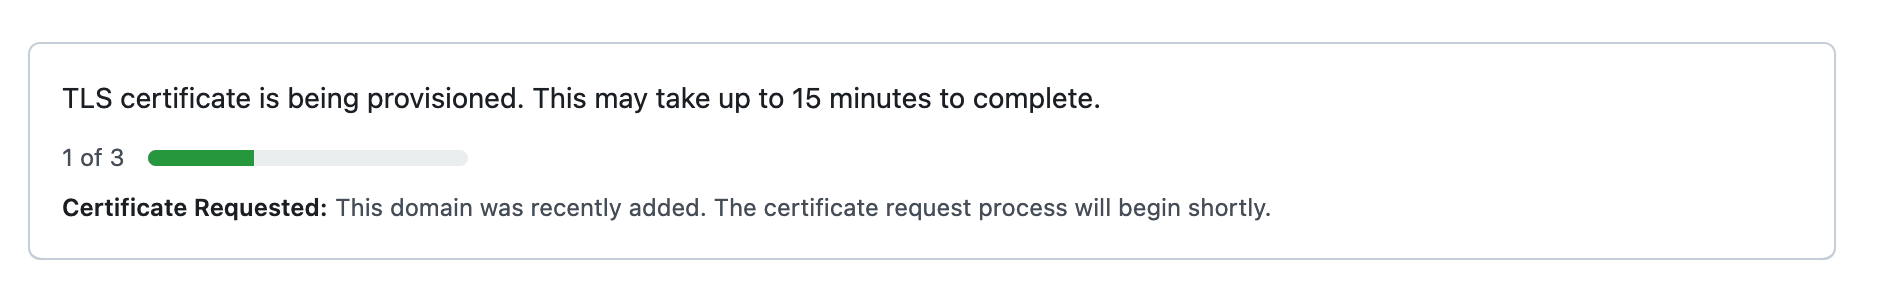 TLS certificate is being provisioned. This may take up to 15 minutes to complete.
1 of 3
Certificate Requested: This domain was recently added. The certificate request process will begin shortly.